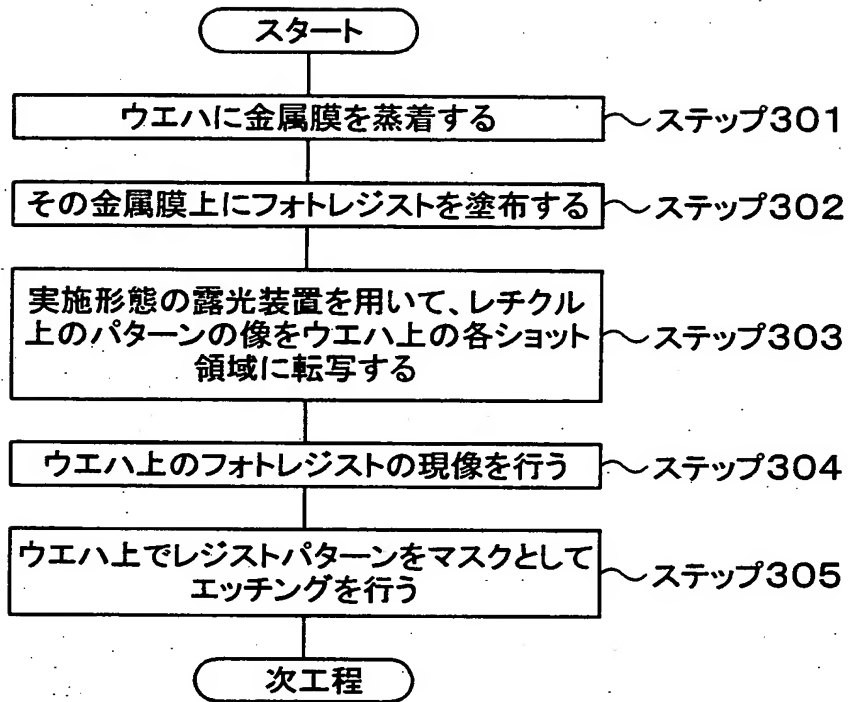 スタート
ウエハに金属膜を蒸着する
ステップ301
その金属膜上にフォトレジストを塗布する
ステップ302
実施形態の露光装置を用いて、レチクル
上のパターンの像をウエハ上の各ショット
領域に転写する
ステップ303
ウエハ上のフォトレジストの現像を行う
ステップ304
ウエハ上でレジストパターンをマスクとして
エッチングを行う
ステップ305
次工程